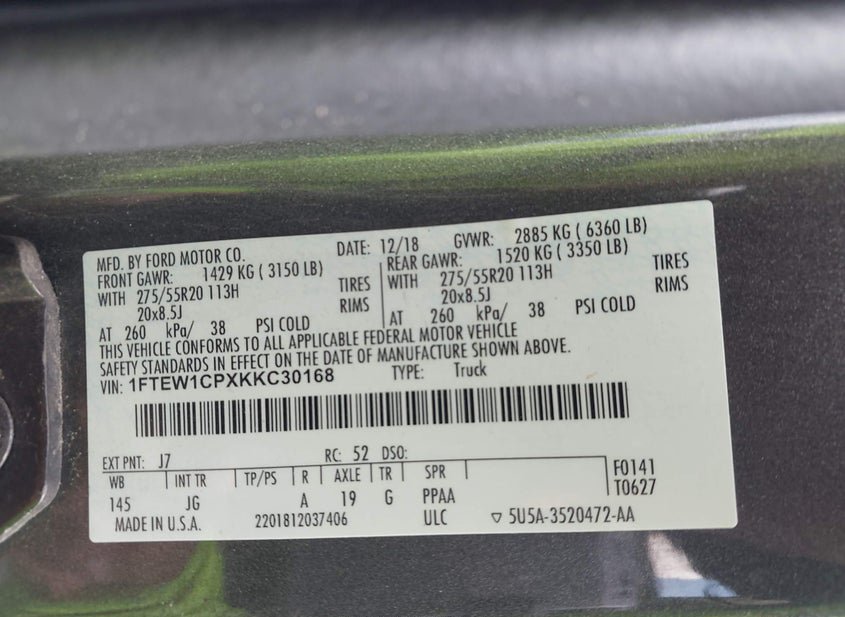 MFD. BY FORD MOTOR CO. DATE: 12/18 GVWR: 2885 KG ( 6360 LB)
FRONT GAWR: 1429 KG ( 3150 LB) REAR GAWR: 1520 KG ( 3350 LB)
WITH 275/55R20 113H TIRES WITH 275/55R20 113H TIRES
20x8.5J RIMS 20x8.5J RIMS
AT 260 kPa/ 38 PSI COLD AT 260 kPa/ 38 PSI COLD
THIS VEHICLE CONFORMS TO ALL APPLICABLE FEDERAL MOTOR VEHICLE
SAFETY STANDARDS IN EFFECT ON THE DATE OF MANUFACTURE SHOWN ABOVE.
VIN: 1FTEW1CPXKKC30168 TYPE: Truck
EXT PNT: J7 RC: 52 DSO:
WB INT TR TP/PS R AXLE TR SPR F0141
145 JG A 19 G PPAA T0627
MADE IN U.S.A. 2201812037406 ULC ▽ 5U5A-3520472-AA